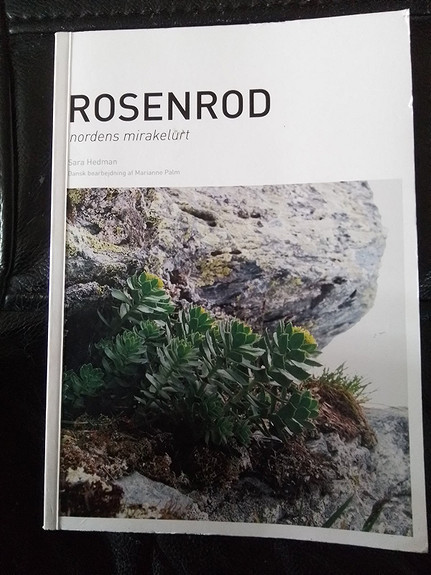 ROSENROD
nordens mirakelurt
Sara Hedman
Dansk bearbejdning af Marianne Palm